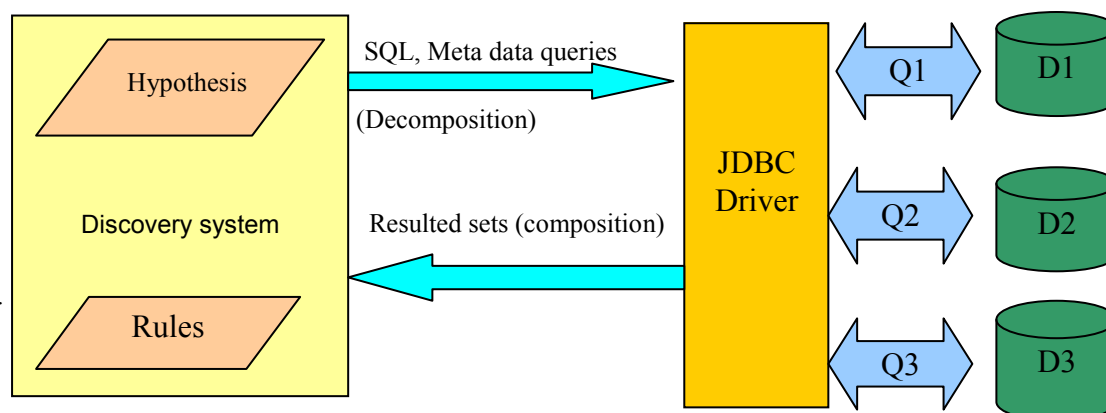 SQL, Meta data queries
Hypothesis
(Decomposition)
Discovery system
Resulted sets (composition)
Rules
JDBC
Driver
Q1
D1
Q2
D2
Q3
D3